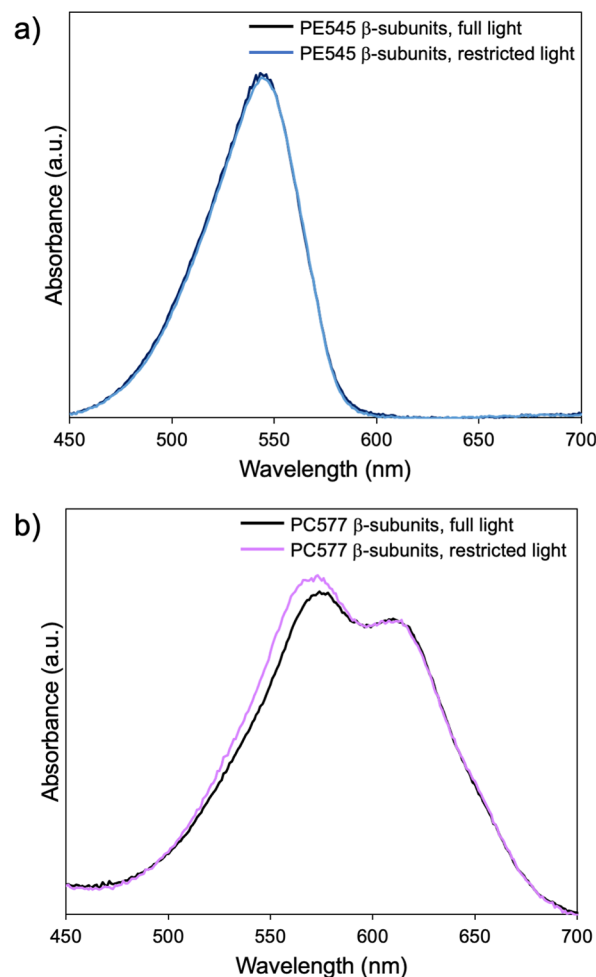 a)
PE545 β-subunits, full light
PE545 β-subunits, restricted light
Absorbance (a.u.)
450 500 550 600 650 700
Wavelength (nm)
b)
PC577 β-subunits, full light
PC577 β-subunits, restricted light
Absorbance (a.u.)
450 500 550 600 650 700
Wavelength (nm)